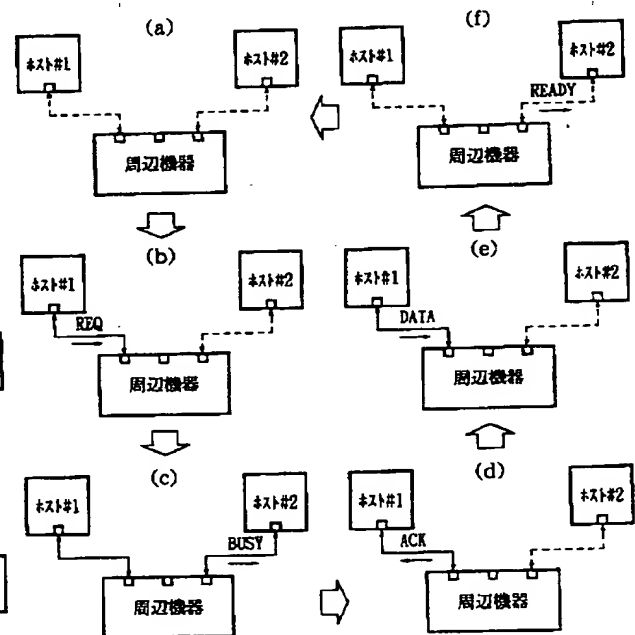 (a)
ホスト#1
ホスト#2
周辺機器
(b)
ホスト#1
ホスト#2
REQ
周辺機器
(c)
ホスト#1
ホスト#2
BUSY
周辺機器
(d)
ホスト#1
ホスト#2
ACK
周辺機器
(e)
ホスト#1
ホスト#2
DATA
周辺機器
(f)
ホスト#1
ホスト#2
READY
周辺機器